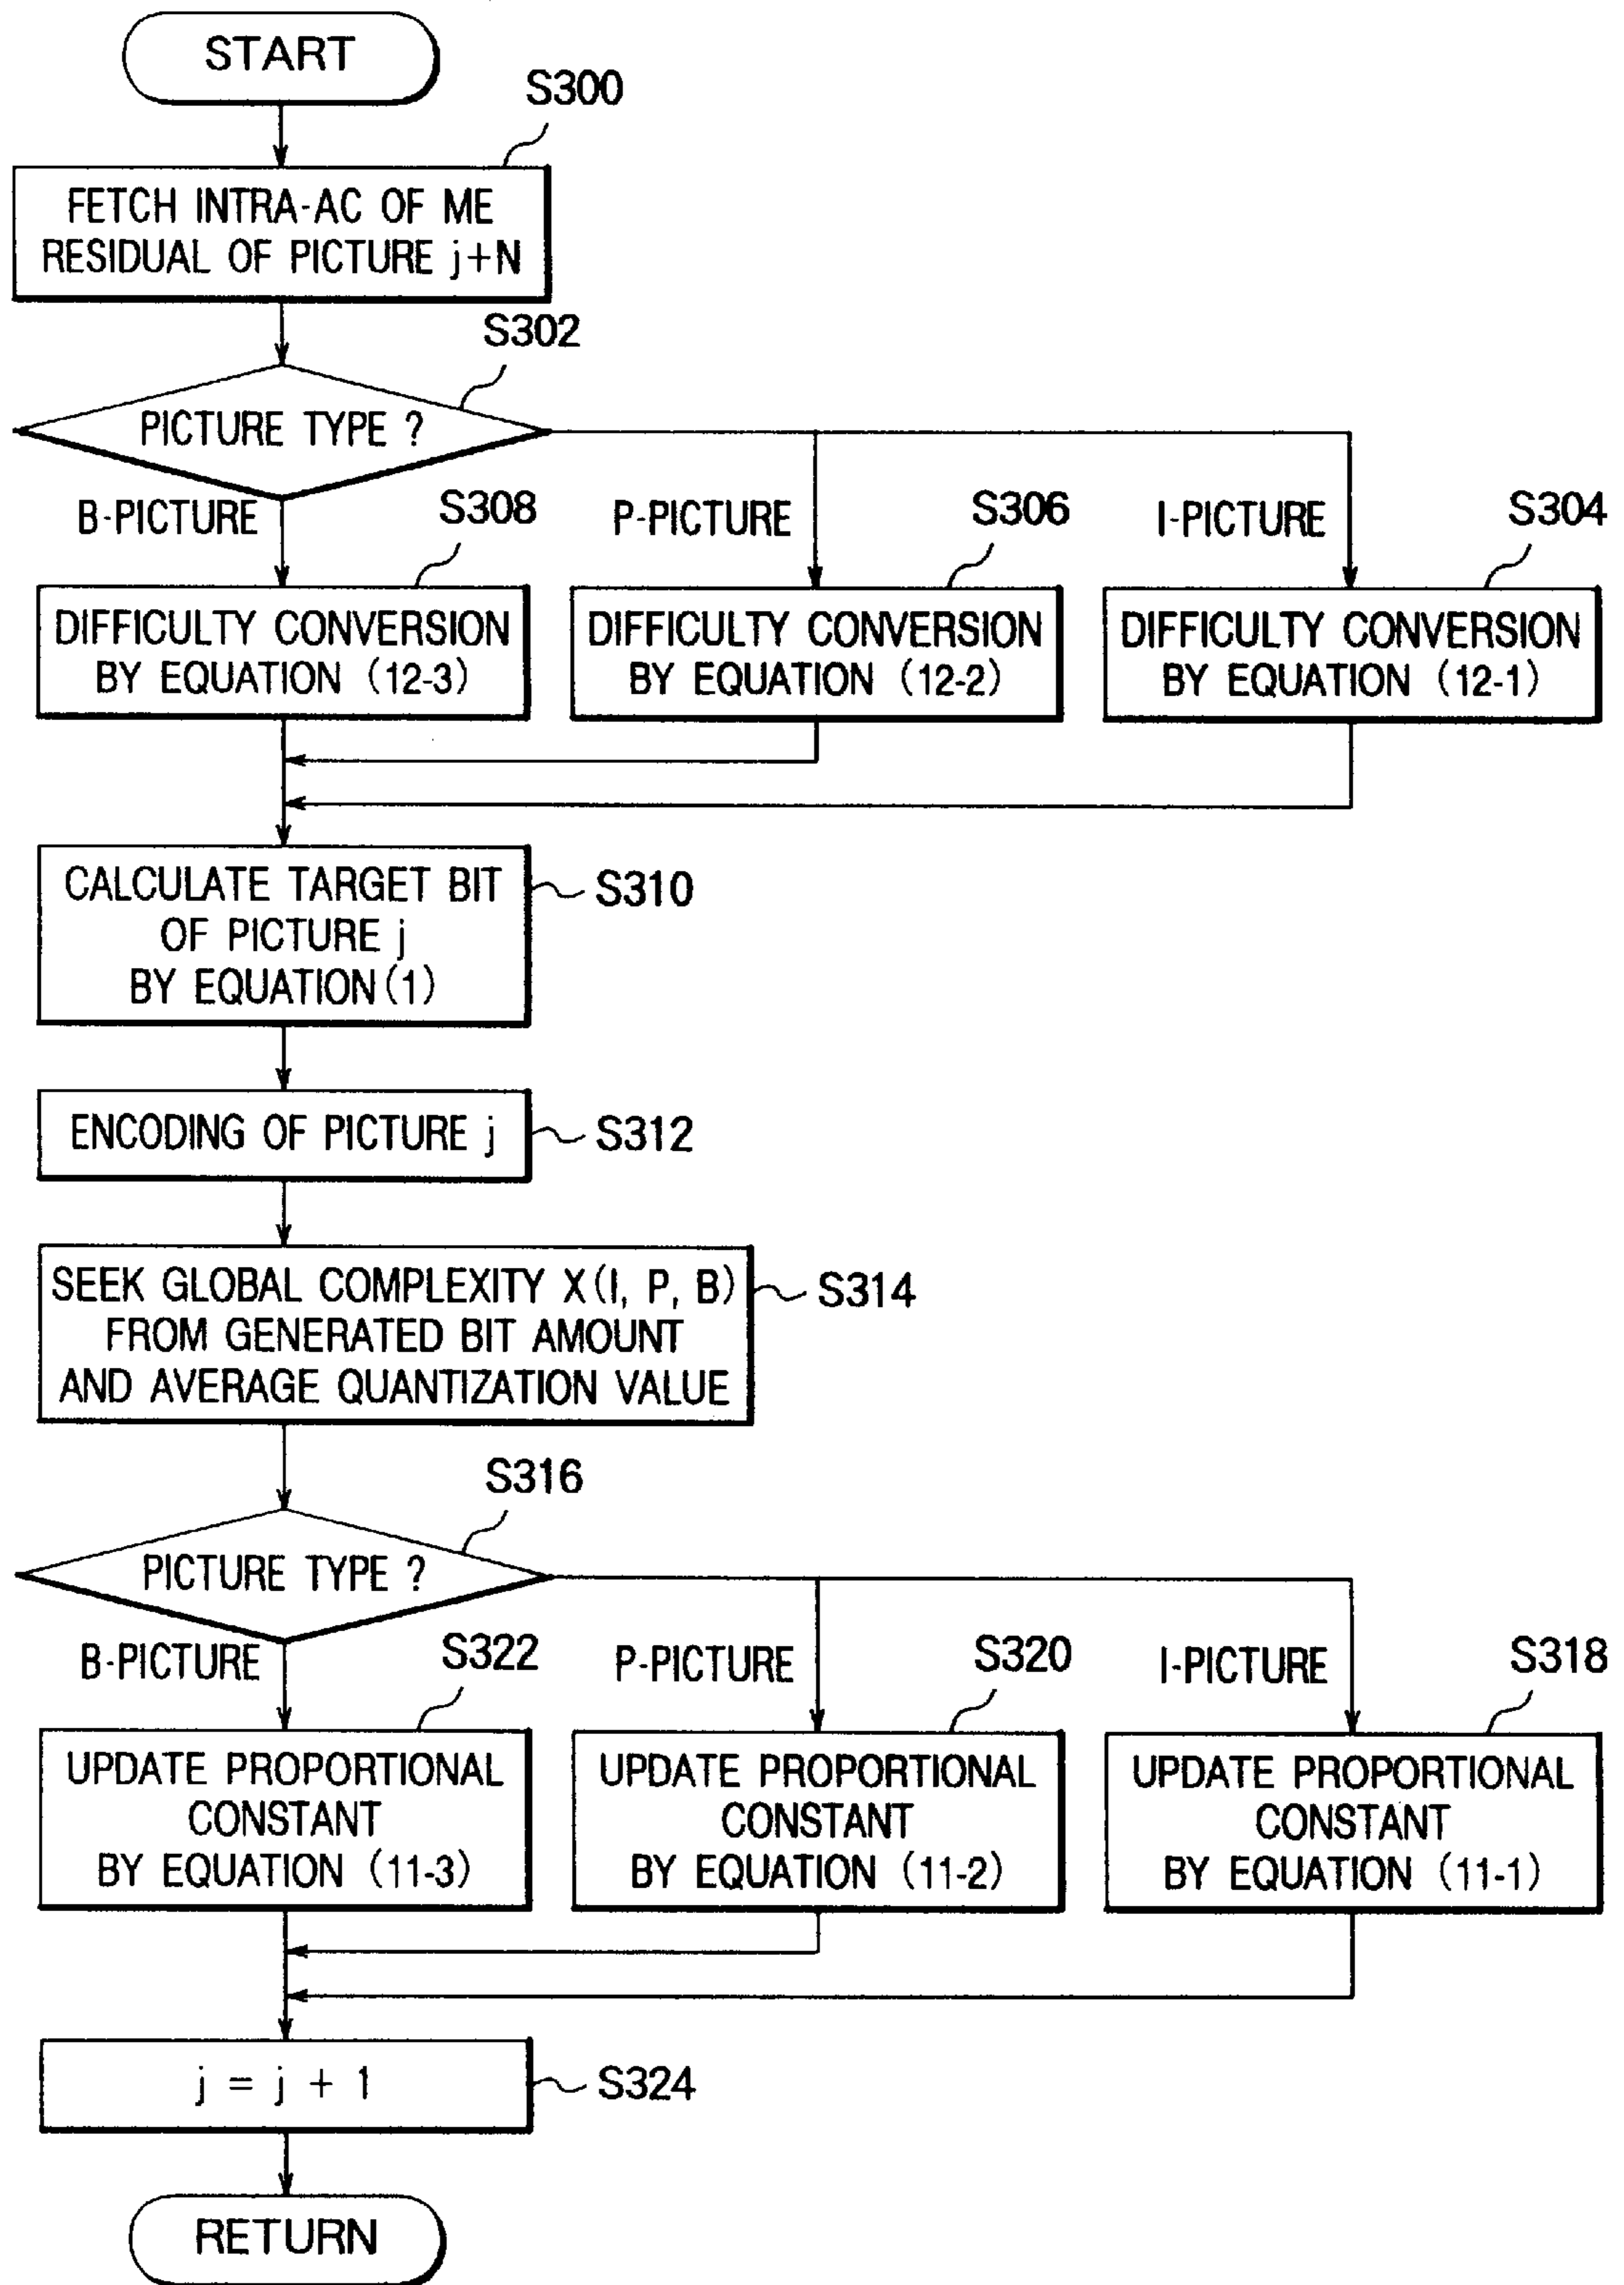 START
S300
FETCH INTRA-AC OF ME
RESIDUAL OF PICTURE j+N
S302
PICTURE TYPE ?
B-PICTURE
S308
P-PICTURE
S306
I-PICTURE
S304
DIFFICULTY CONVERSION
BY EQUATION (12-3)
DIFFICULTY CONVERSION
BY EQUATION (12-2)
DIFFICULTY CONVERSION
BY EQUATION (12-1)
CALCULATE TARGET BIT
OF PICTURE j
BY EQUATION(1)
S310
ENCODING OF PICTURE j
S312
SEEK GLOBAL COMPLEXITY X(I, P, B)
FROM GENERATED BIT AMOUNT
AND AVERAGE QUANTIZATION VALUE
S314
S316
PICTURE TYPE ?
B-PICTURE
S322
P-PICTURE
S320
I-PICTURE
S318
UPDATE PROPORTIONAL
CONSTANT
BY EQUATION (11-3)
UPDATE PROPORTIONAL
CONSTANT
BY EQUATION (11-2)
UPDATE PROPORTIONAL
CONSTANT
BY EQUATION (11-1)
j = j + 1
S324
RETURN